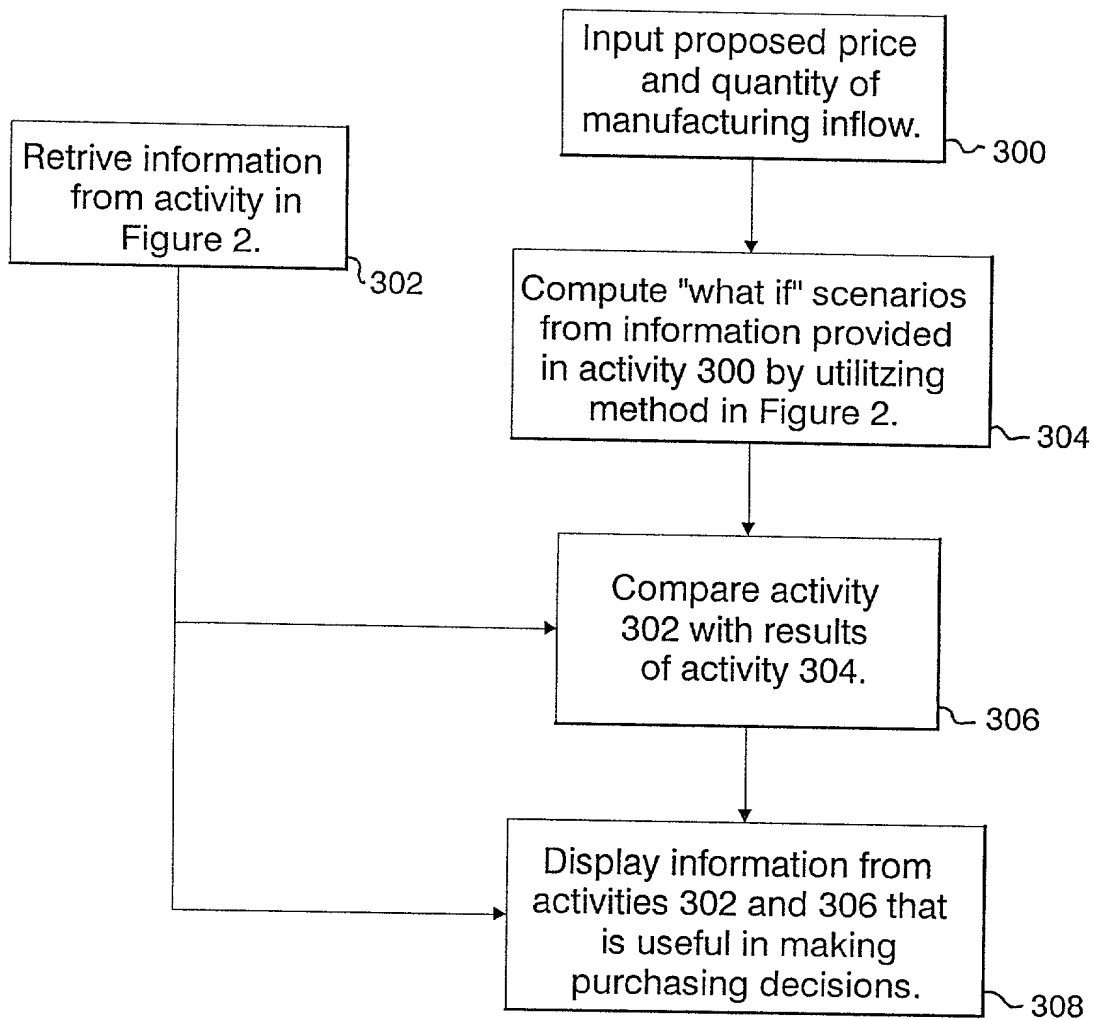 Input proposed price
and quantity of
manufacturing inflow.
300
Retrive information
from activity in
Figure 2.
302
Compute "what if" scenarios
from information provided
in activity 300 by utilitzing
method in Figure 2.
304
Compare activity
302 with results
of activity 304.
306
Display information from
activities 302 and 306 that
is useful in making
purchasing decisions.
308